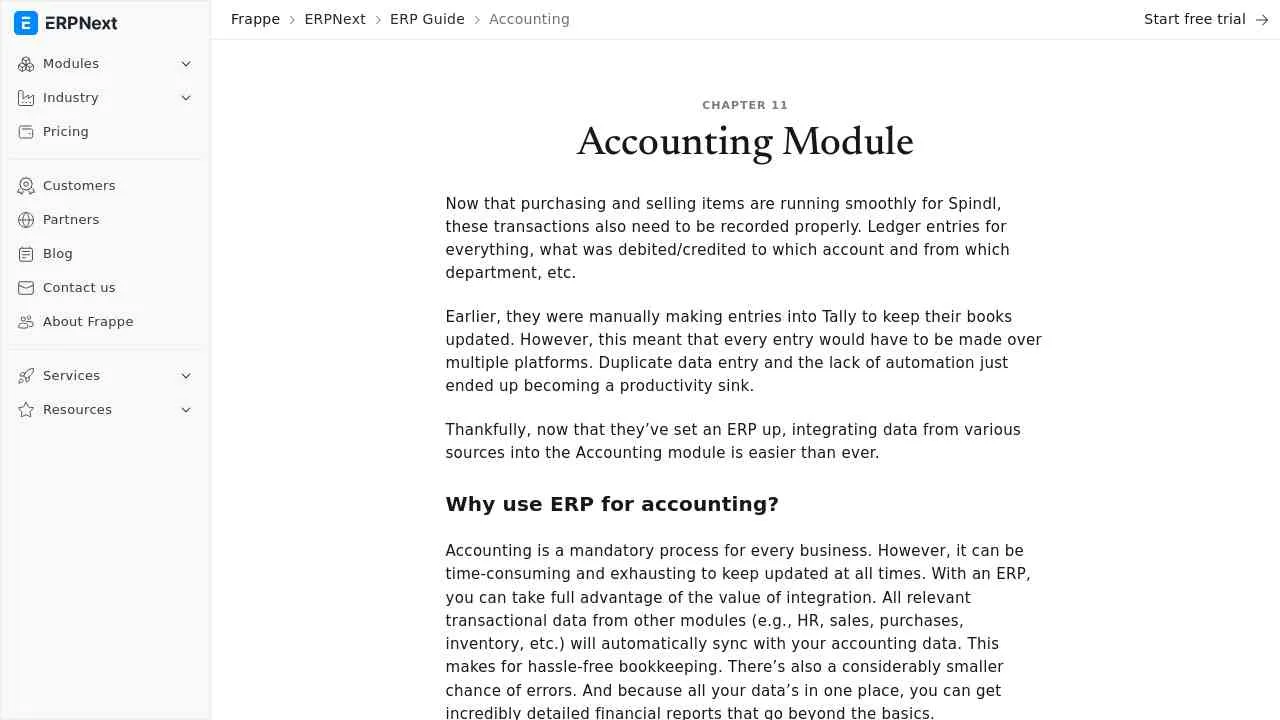 ERPNext
Modules
Industry
Pricing
Customers
Partners
Blog
Contact us
About Frappe
Services
Resources
Frappe > ERPNext > ERP Guide > Accounting
Start free trial →
CHAPTER 11
Accounting Module
Now that purchasing and selling items are running smoothly for Spindl,
these transactions also need to be recorded properly. Ledger entries for
everything, what was debited/credited to which account and from which
department, etc.
Earlier, they were manually making entries into Tally to keep their books
updated. However, this meant that every entry would have to be made over
multiple platforms. Duplicate data entry and the lack of automation just
ended up becoming a productivity sink.
Thankfully, now that they’ve set an ERP up, integrating data from various
sources into the Accounting module is easier than ever.
Why use ERP for accounting?
Accounting is a mandatory process for every business. However, it can be
time-consuming and exhausting to keep updated at all times. With an ERP,
you can take full advantage of the value of integration. All relevant
transactional data from other modules (e.g., HR, sales, purchases,
inventory, etc.) will automatically sync with your accounting data. This
makes for hassle-free bookkeeping. There’s also a considerably smaller
chance of errors. And because all your data’s in one place, you can get
incredibly detailed financial reports that go beyond the basics.